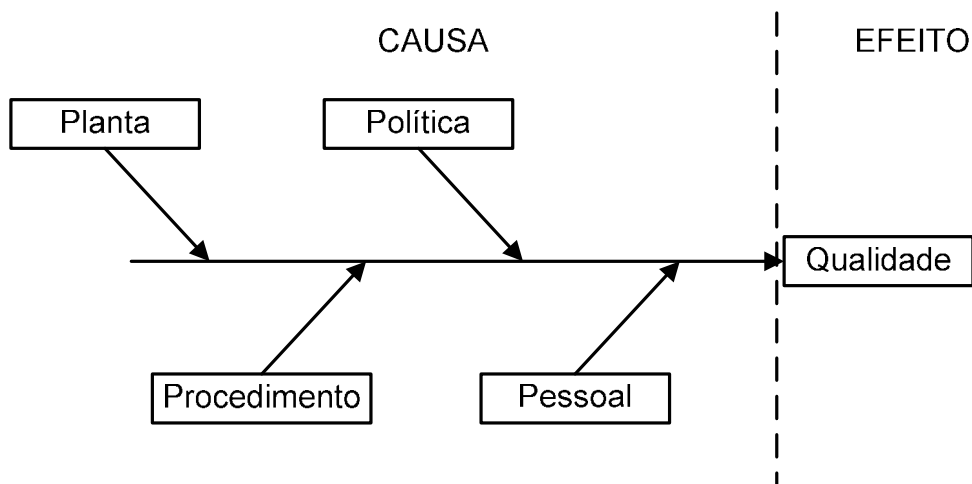 CAUSA
EFEITO
Planta
Política
Qualidade
Procedimento
Pessoal